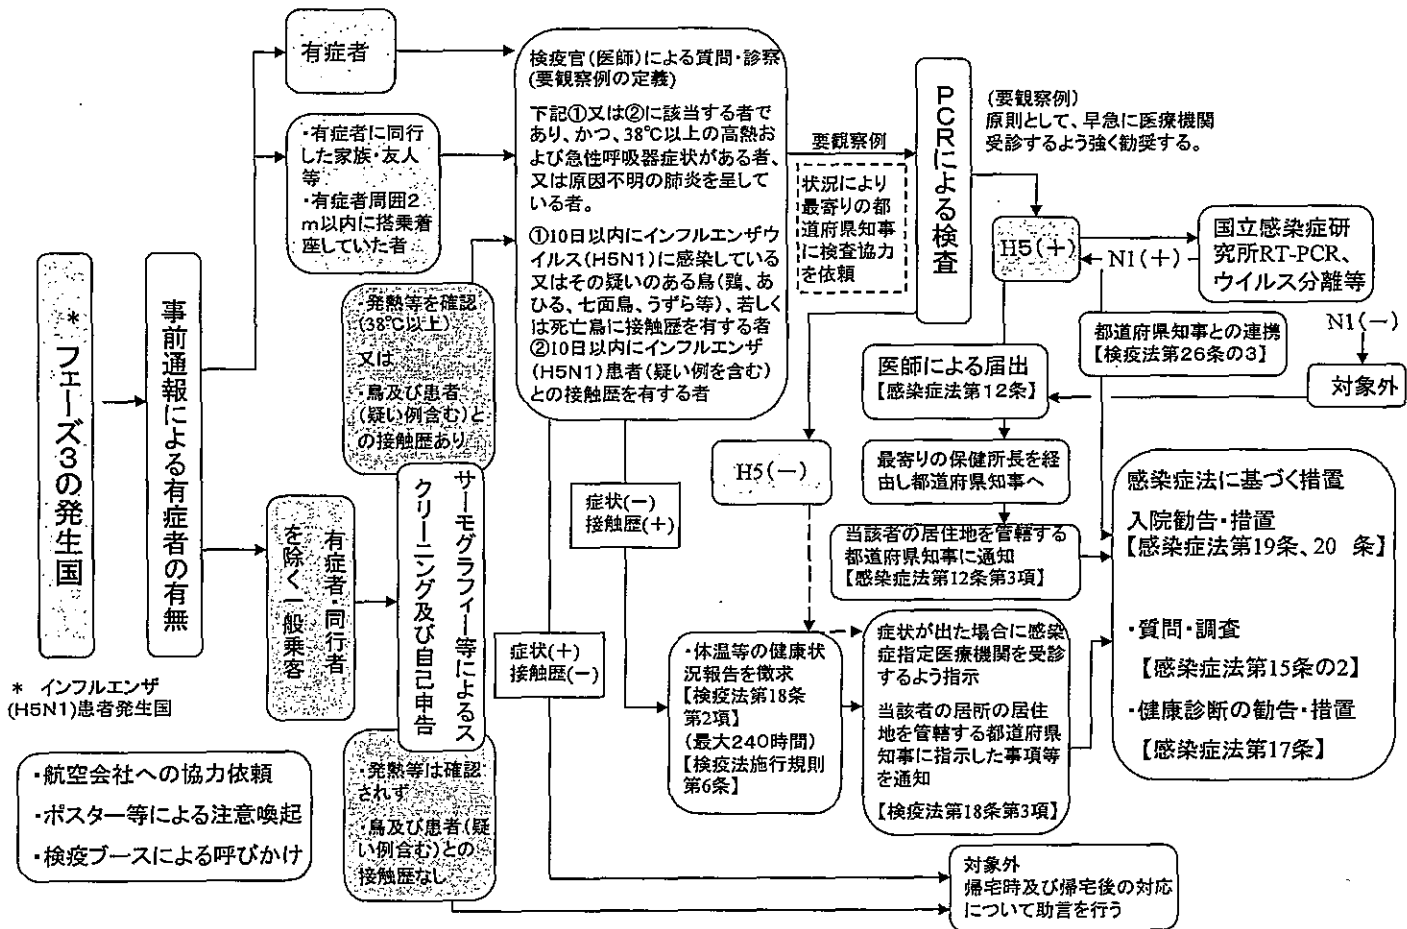 * フェーズ3の発生国
* インフルエンザ
(H5N1)患者発生国
・航空会社への協力依頼
・ポスター等による注意喚起
・検疫ブースによる呼びかけ
事前通報による有症者の有無
有症者
・有症者に同行
した家族・友人
等
・有症者周囲2
m以内に搭乗着
座していた者
有症者・同行者
を除く一般乗客
・発熱等を確認
(38℃以上)
又は
・鳥及び患者
(疑い例含む)と
の接触歴あり
サーモグラフィー等によるス
クリーニング及び自己申告
・発熱等は確認
されず
・鳥及び患者(疑
い例含む)との
接触歴なし
検疫官(医師)による質問・診察
(要観察例の定義)
下記①又は②に該当する者で
あり、かつ、38℃以上の高熱お
よび急性呼吸器症状がある者、
又は原因不明の肺炎を呈して
いる者。
①10日以内にインフルエンザウ
イルス(H5N1)に感染している
又はその疑いのある鳥(鶏、あ
ひる、七面鳥、うずら等)、若しく
は死亡鳥に接触歴を有する者
②10日以内にインフルエンザ
(H5N1)患者(疑い例を含む)
との接触歴を有する者
症状(+)
接触歴(-)
症状(-)
接触歴(+)
要観察例
状況により
最寄りの都
道府県知事
に検査協力
を依頼
PCRによる検査
(要観察例)
原則として、早急に医療機関
受診するよう強く勧奨する。
H5(+)
N1(+)
国立感染症研
究所RT-PCR、
ウイルス分離等
都道府県知事との連携
【検疫法第26条の3】
N1(-)
対象外
医師による届出
【感染症法第12条】
H5(-)
最寄りの保健所長を経
由し都道府県知事へ
当該者の居住地を管轄する
都道府県知事に通知
【感染症法第12条第3項】
・体温等の健康状
況報告を徴求
【検疫法第18条
第2項】
(最大240時間)
【検疫法施行規則
第6条】
症状が出た場合に感染
症指定医療機関を受診
するよう指示
当該者の居所の居住
地を管轄する都道府県
知事に指示した事項等
を通知
【検疫法第18条第3項】
感染症法に基づく措置
入院勧告・措置
【感染症法第19条、20 条】
・質問・調査
【感染症法第15条の2】
・健康診断の勧告・措置
【感染症法第17条】
対象外
帰宅時及び帰宅後の対応
について助言を行う